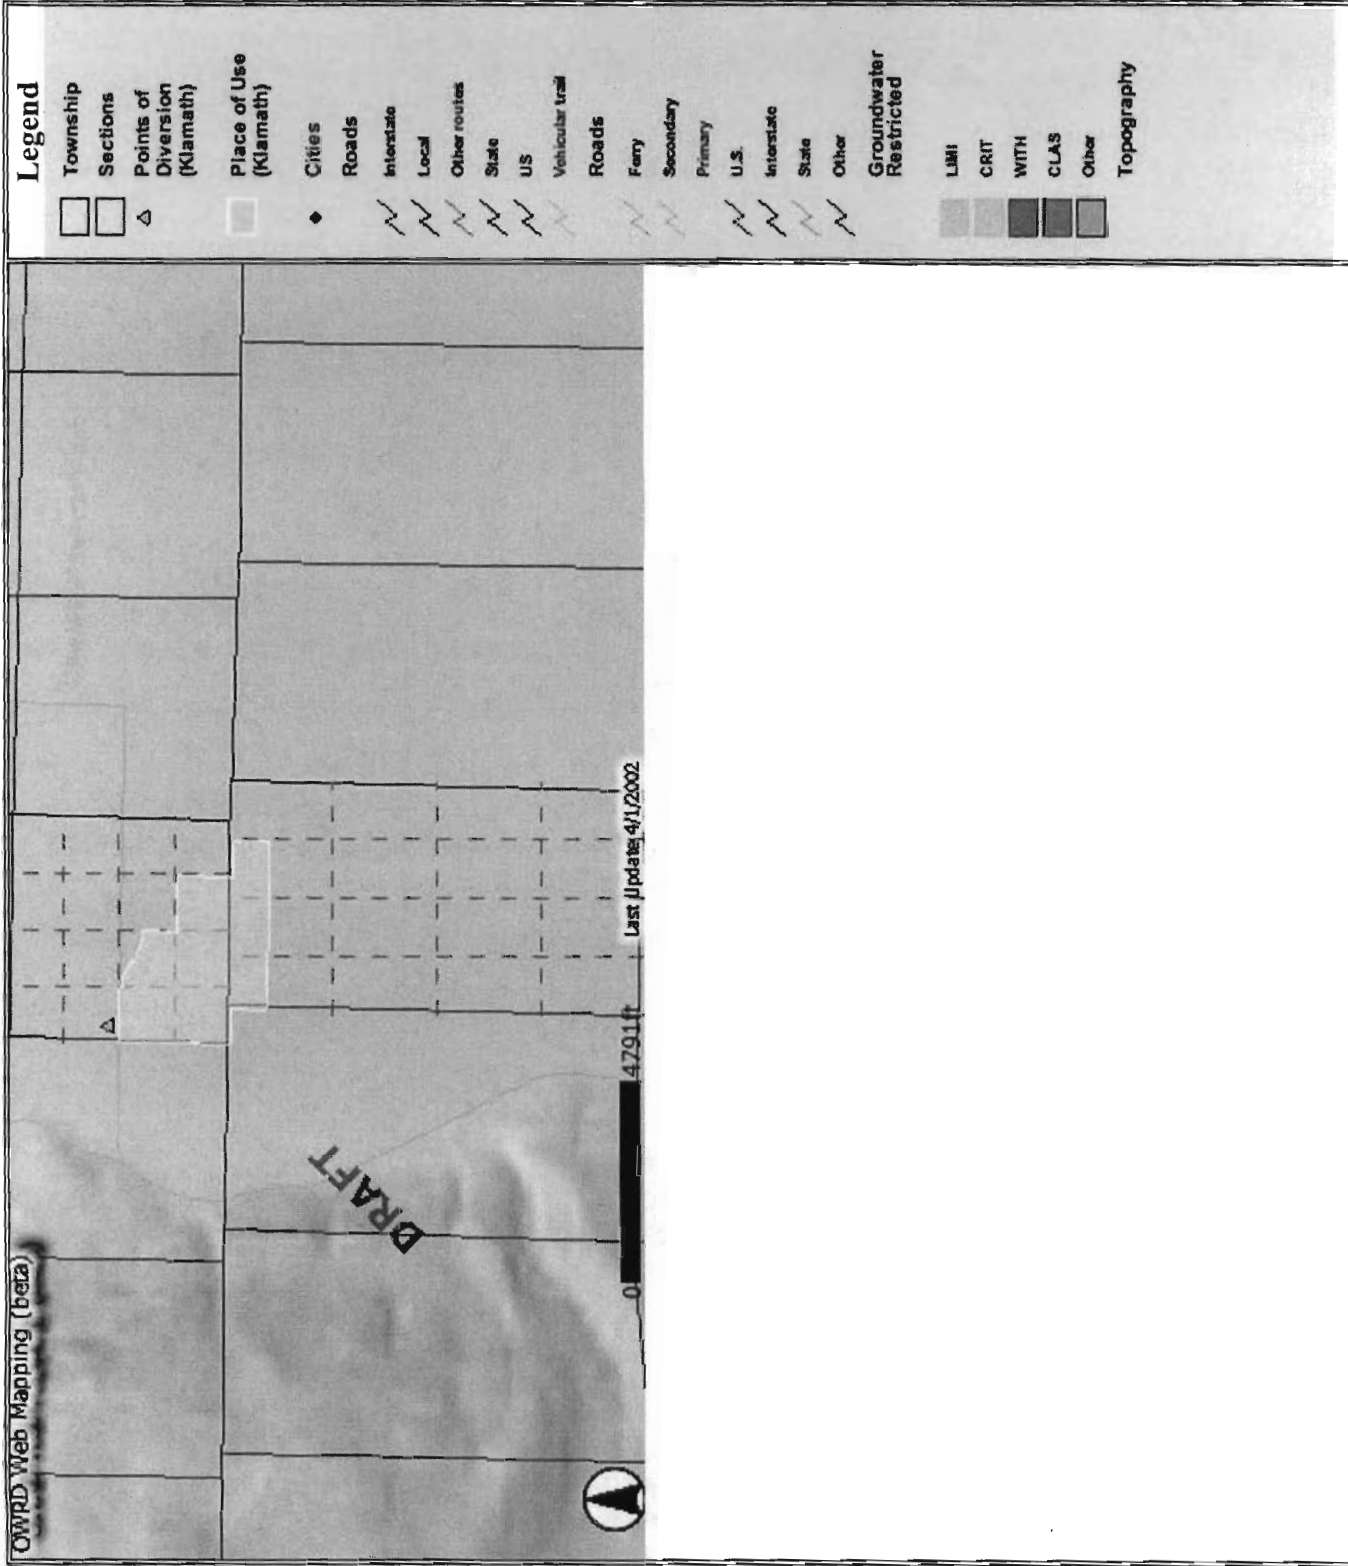 OWRD Web Mapping (beta)
DRAFT
0 4791ft
Last Update 4/1/2002
Legend
Township
Sections
Points of
Diversion
(Klamath)
Place of Use
(Klamath)
Cities
Roads
Interstate
Local
Other routes
State
US
Vehicular trail
Roads
Ferry
Secondary
Primary
U.S.
Interstate
State
Other
Groundwater
Restricted
LIMI
CRIT
WITH
CLAS
Other
Topography